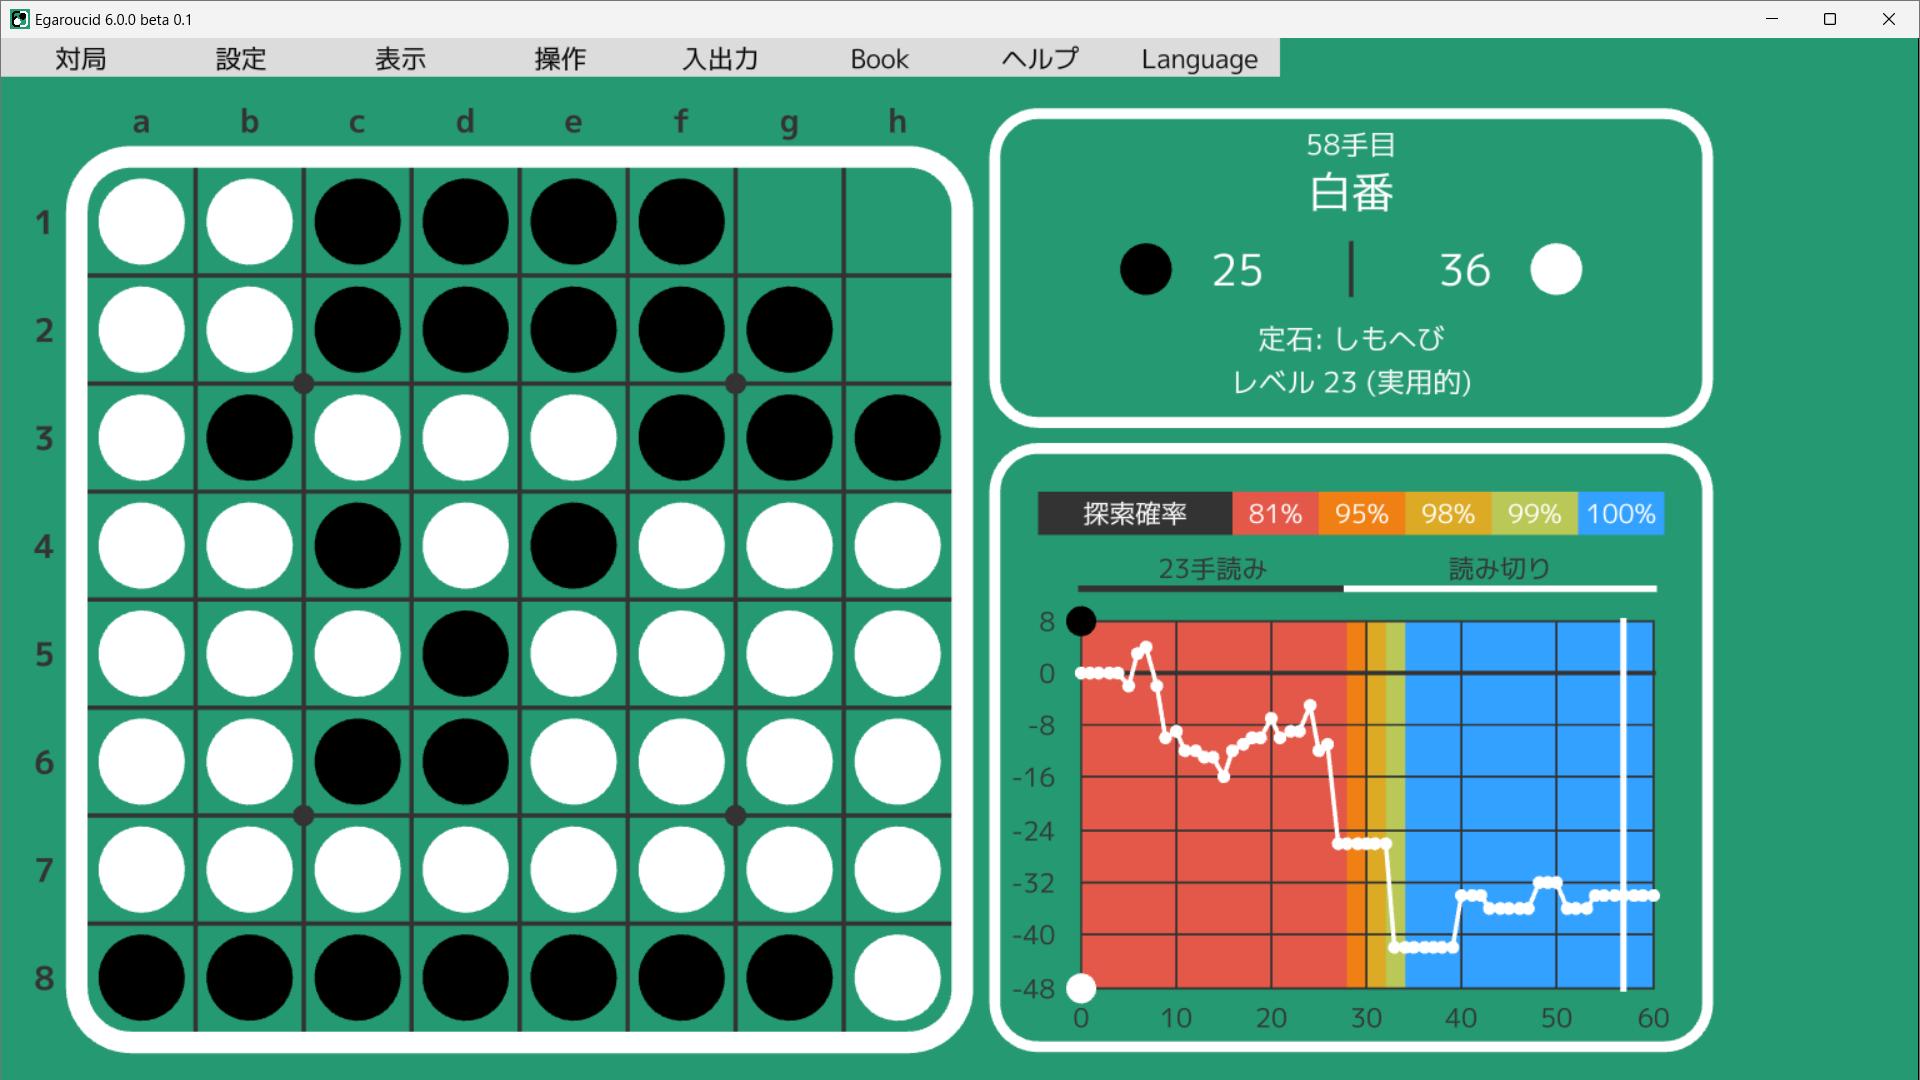 Egaroucid 6.0.0 beta 0.1
対局 設定 表示 操作 入出力 Book ヘルプ Language
a b c d e f g h
1
2
3
4
5
6
7
8
58手目
白番
25 36
定石: しもへび
レベル 23 (実用的)
探索確率 81% 95% 98% 99% 100%
23手読み 読み切り
8
0
-8
-16
-24
-32
-40
-48
0 10 20 30 40 50 60